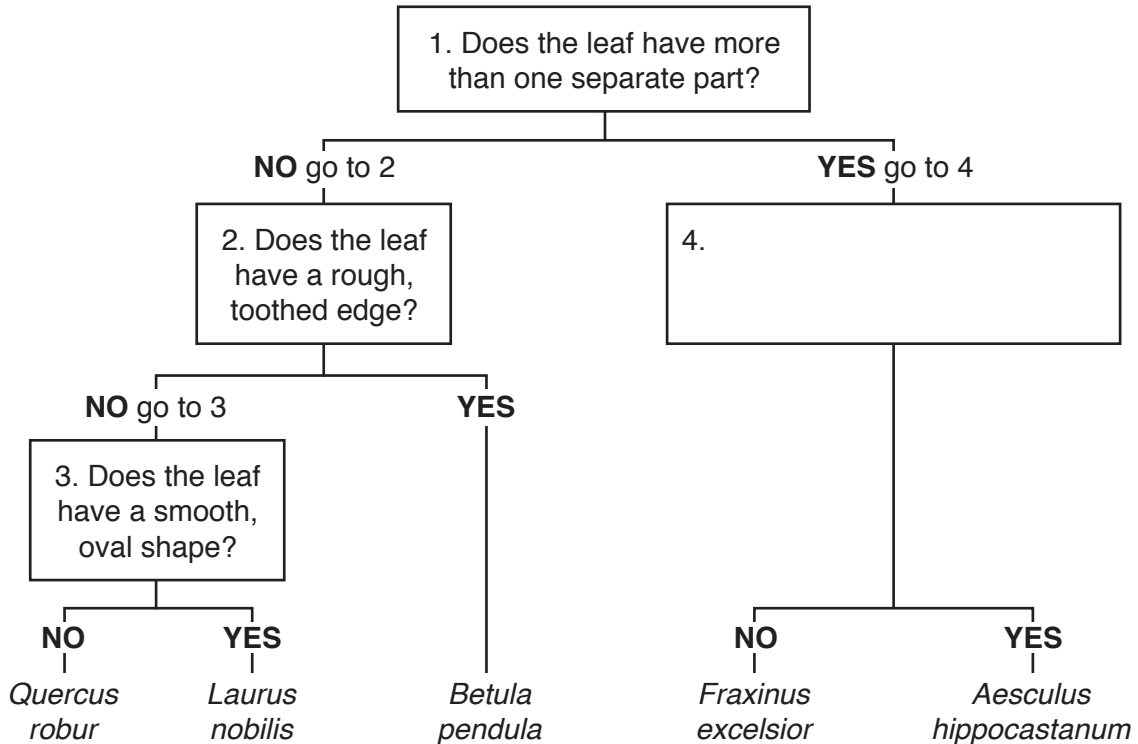 1. Does the leaf have more
than one separate part?
NO go to 2
YES go to 4
2. Does the leaf
have a rough,
toothed edge?
4.
NO go to 3
YES
3. Does the leaf
have a smooth,
oval shape?
NO
YES
NO
YES
Quercus
robur
Laurus
nobilis
Betula
pendula
Fraxinus
excelsior
Aesculus
hippocastanum